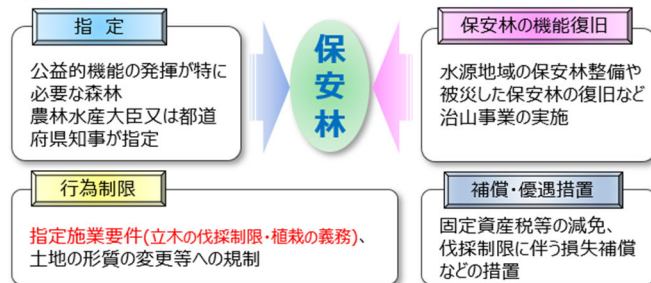 指 定
公益的機能の発揮が特に
必要な森林
農林水産大臣又は都道
府県知事が指定
保安林
保安林の機能復旧
水源地域の保安林整備や
被災した保安林の復旧など
治山事業の実施
行為制限
指定施業要件(立木の伐採制限・植栽の義務)、
土地の形質の変更等への規制
補償・優遇措置
固定資産税等の減免、
伐採制限に伴う損失補償
などの措置